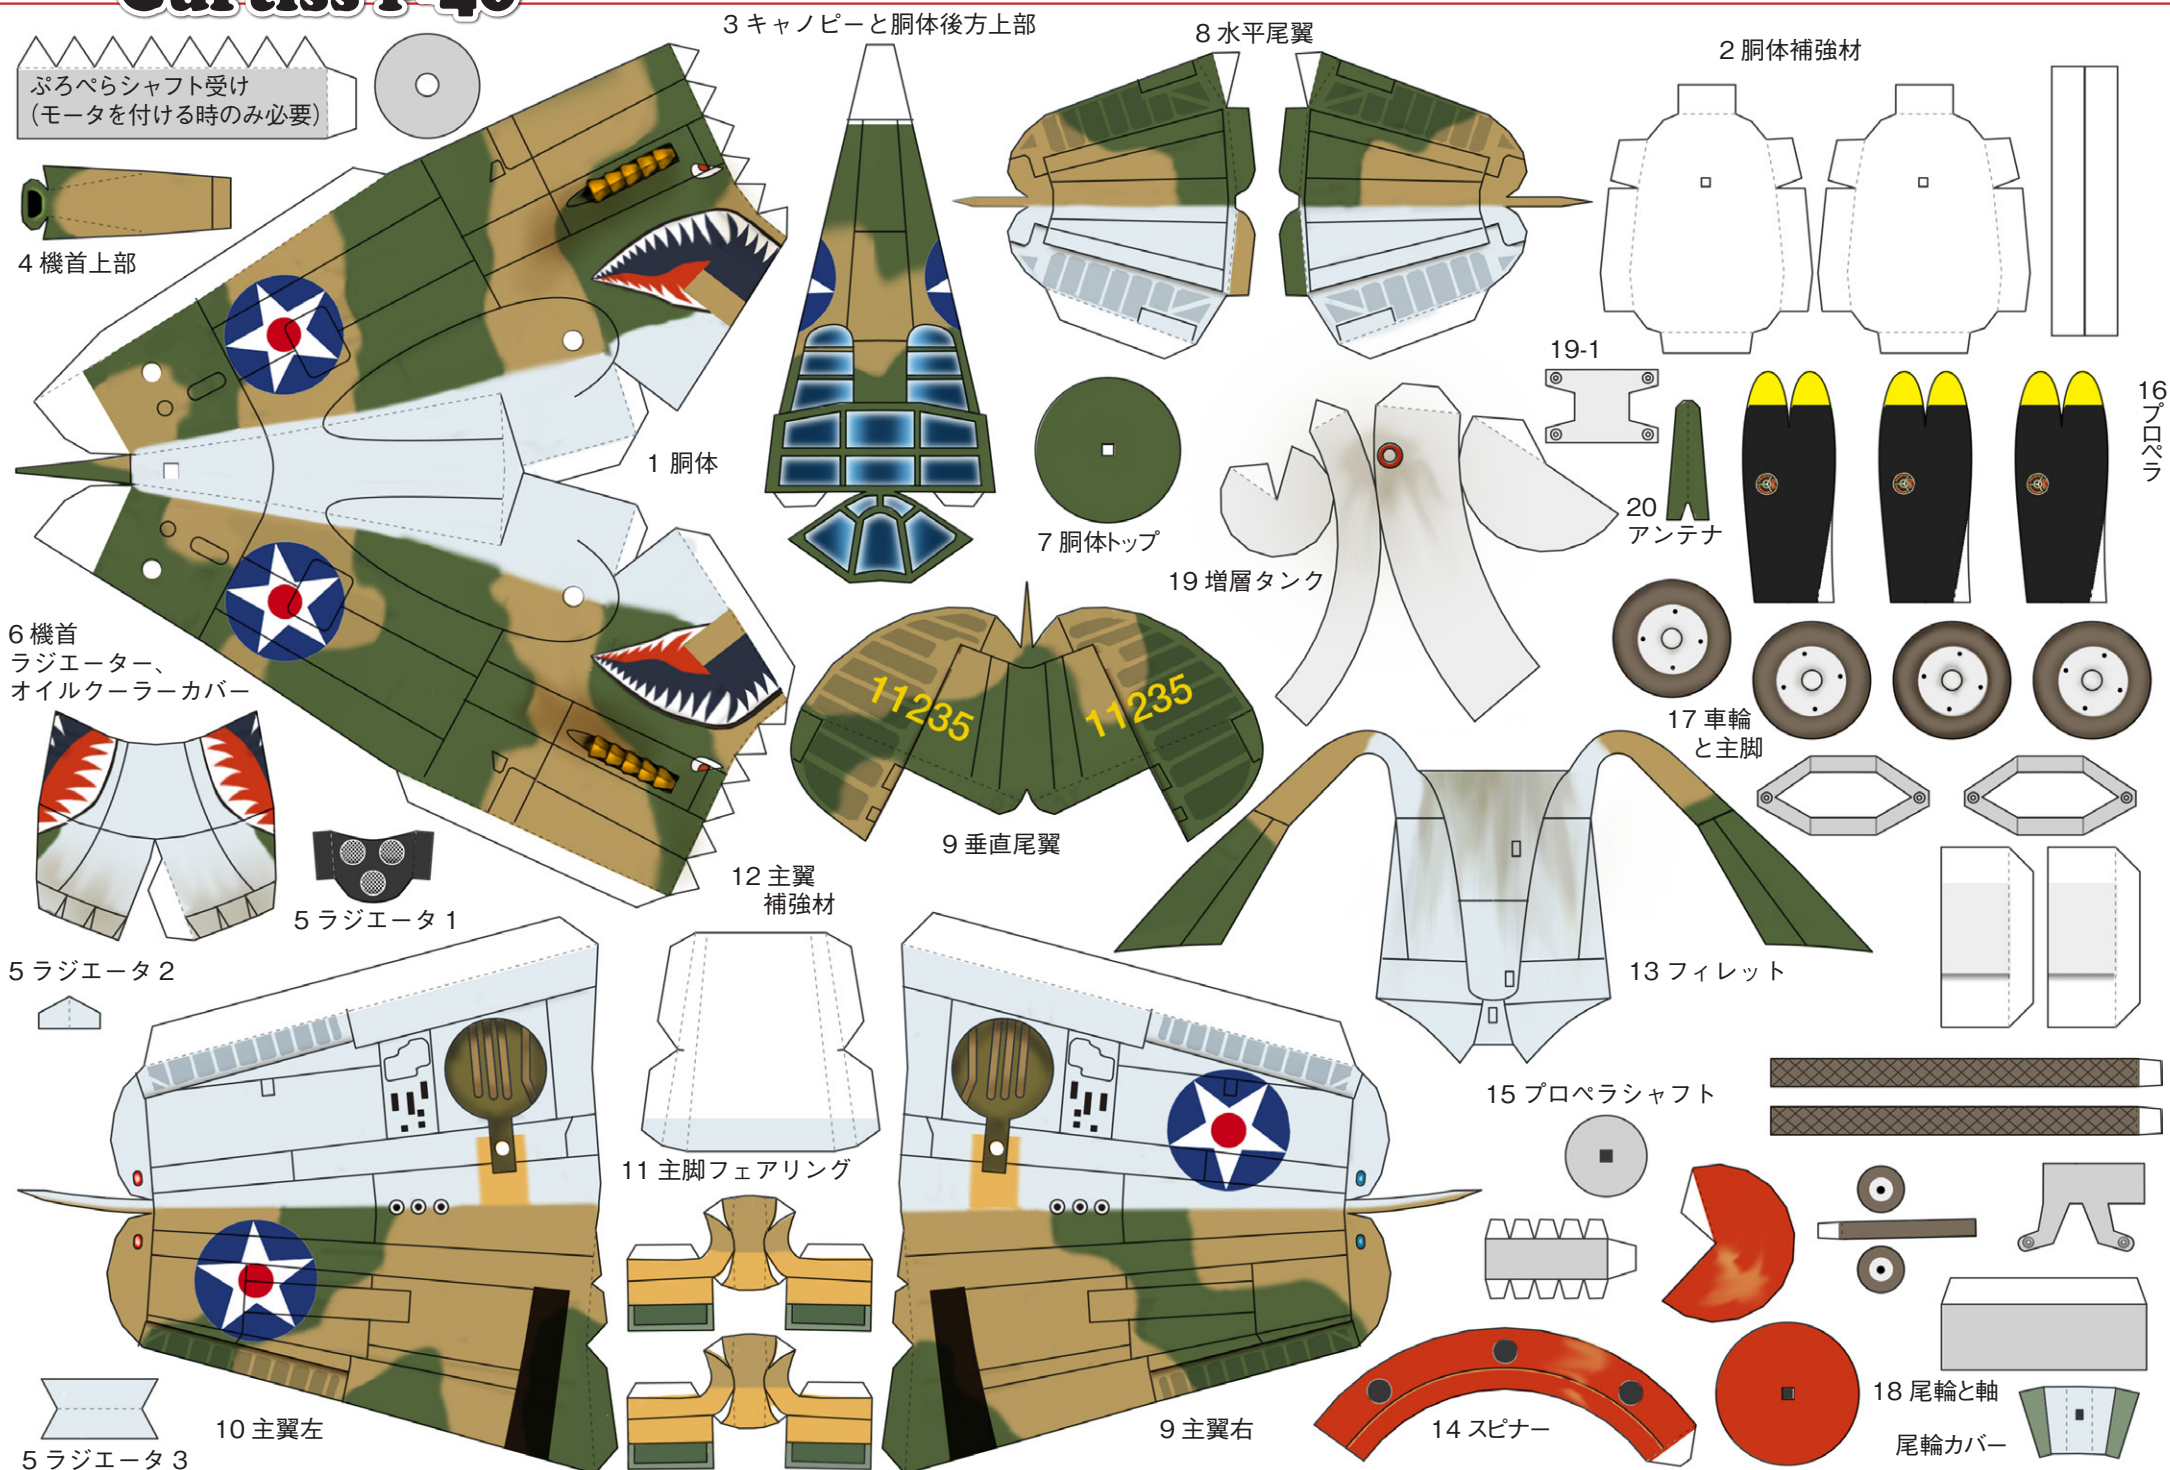 Curtiss P-40
3 キャノピーと胴体後方上部
8 水平尾翼
2 胴体補強材
ぷろぺらシャフト受け
(モータを付ける時のみ必要)
4 機首上部
19-1
16 プロペラ
1 胴体
20
アンテナ
7 胴体トップ
19 増層タンク
6 機首
ラジエーター、
オイルクーラーカバー
11235
11235
17 車輪
と主脚
9 垂直尾翼
12 主翼
補強材
5 ラジエータ 1
5 ラジエータ 2
13 フィレット
15 プロペラシャフト
11 主脚フェアリング
18 尾輪と軸
10 主翼左
9 主翼右
14 スピナー
尾輪カバー
5 ラジエータ 3